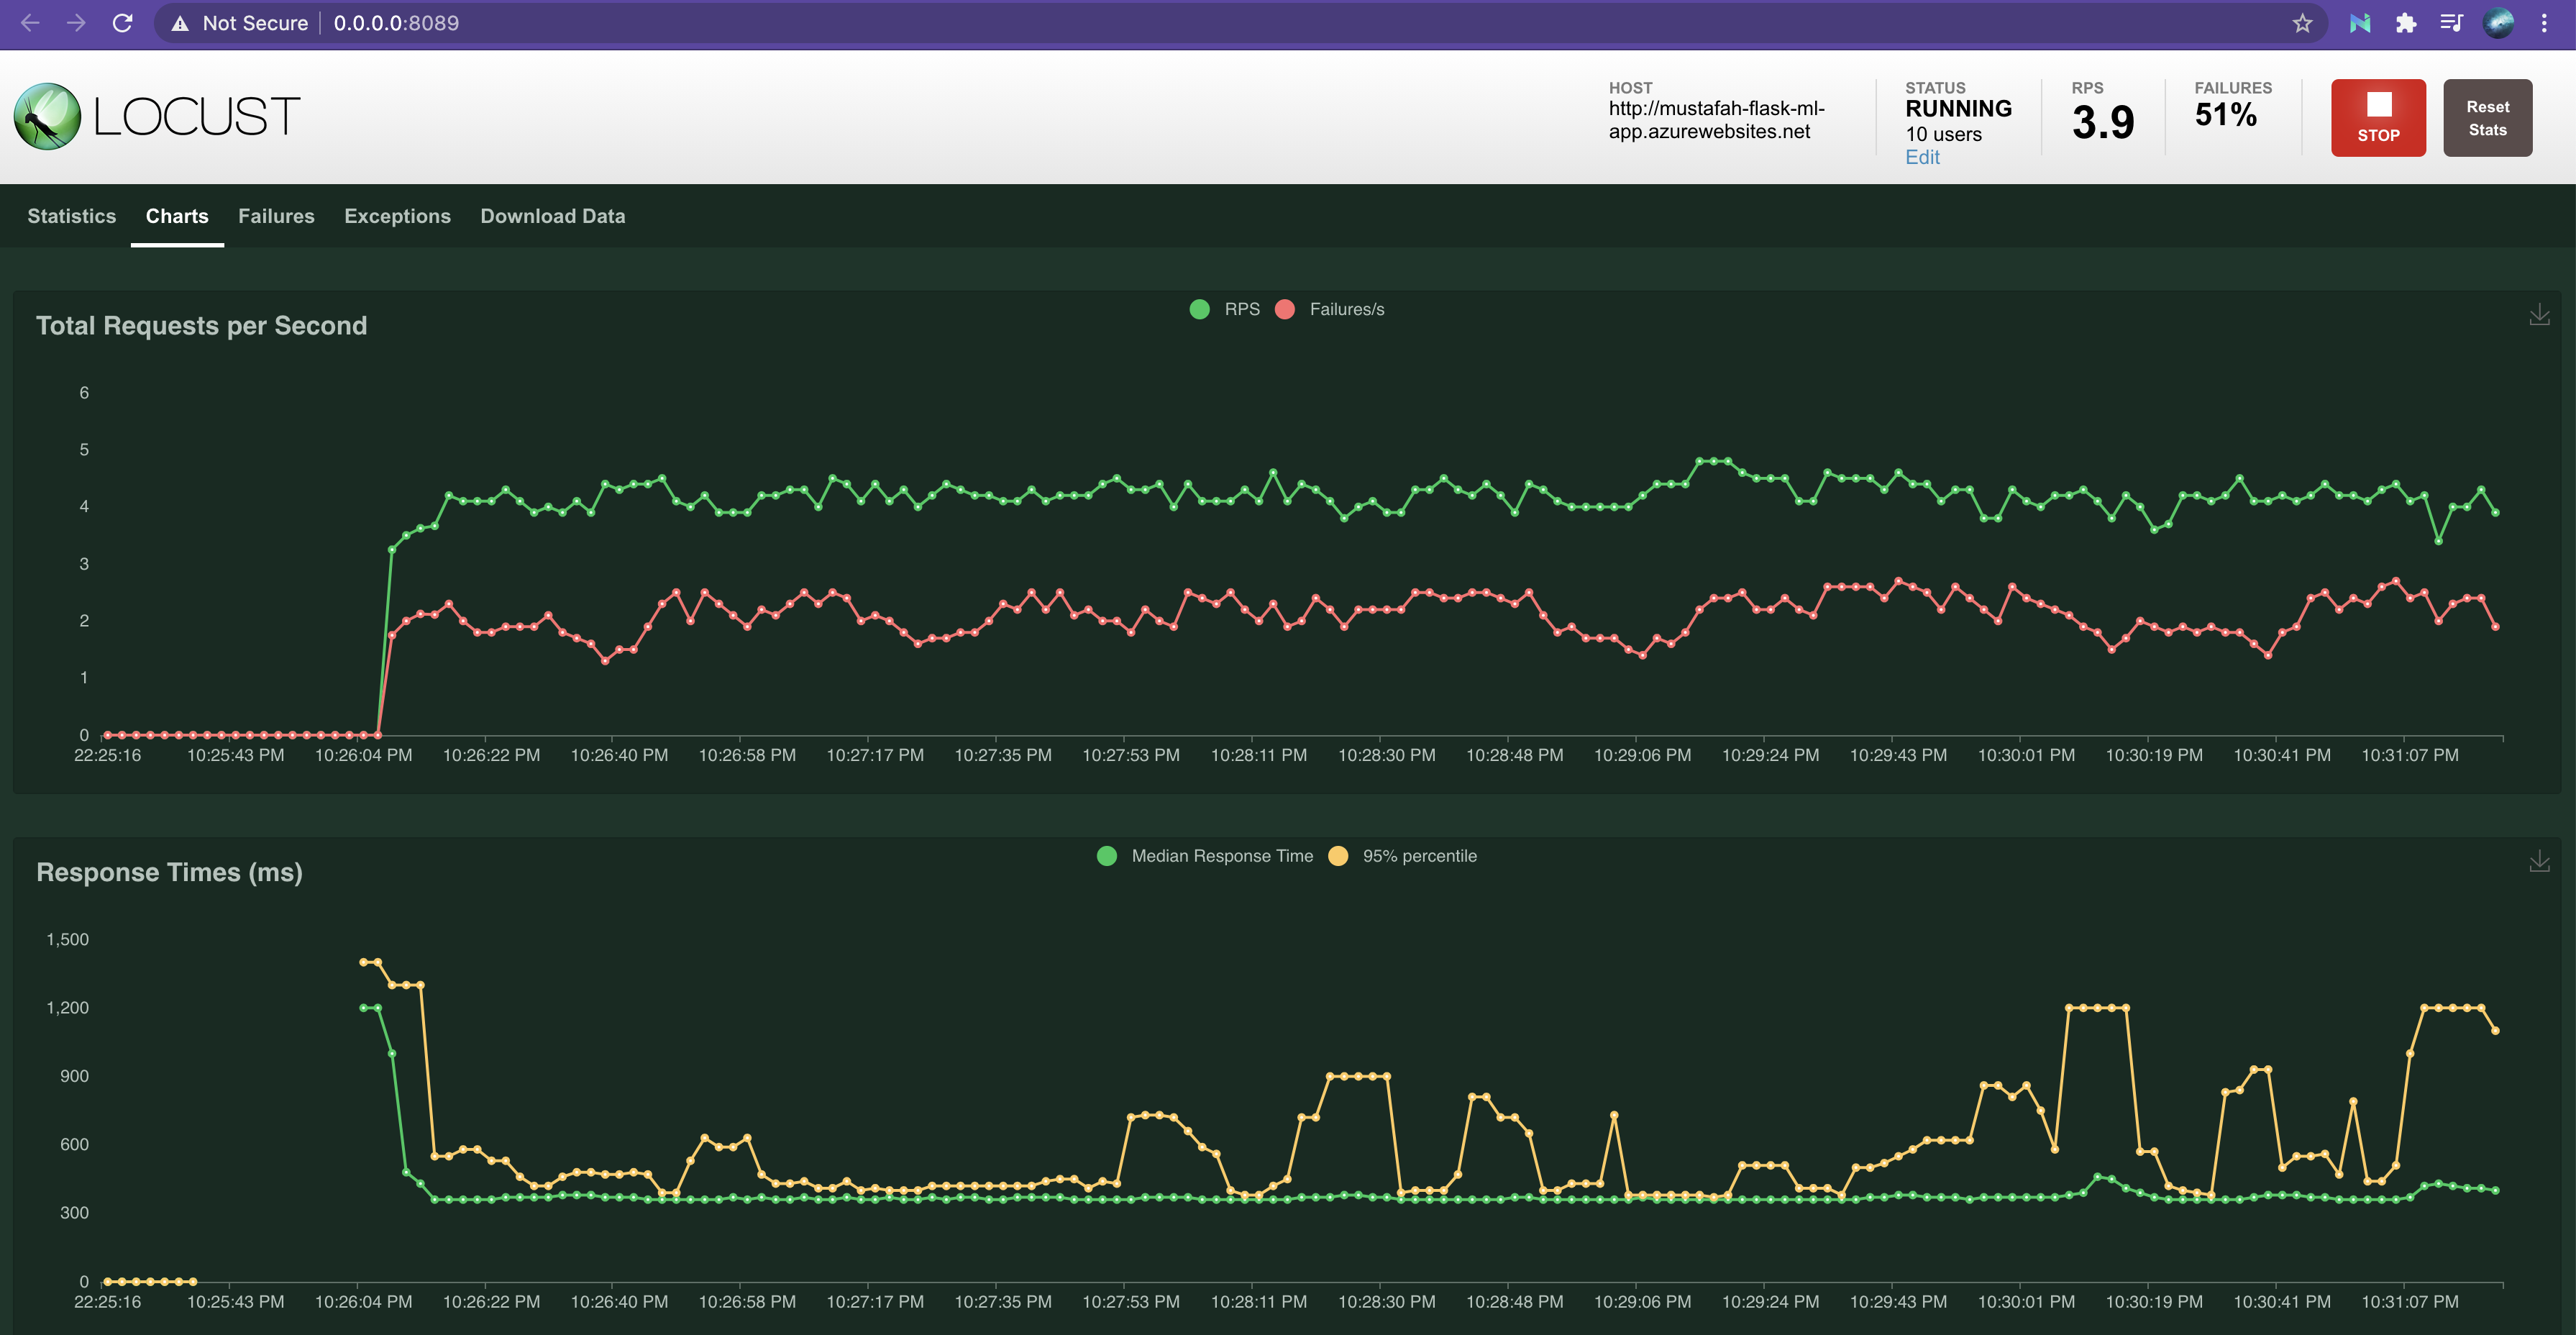 Not Secure | 0.0.0.0:8089
LOCUST
HOST
http://mustafah-flask-ml-
app.azurewebsites.net
STATUS
RUNNING
10 users
Edit
RPS
3.9
FAILURES
51%
STOP
Reset
Stats
Statistics Charts Failures Exceptions Download Data
Total Requests per Second
RPS Failures/s
6
5
4
3
2
1
0
22:25:16 10:25:43 PM 10:26:04 PM 10:26:22 PM 10:26:40 PM 10:26:58 PM 10:27:17 PM 10:27:35 PM 10:27:53 PM 10:28:11 PM 10:28:30 PM 10:28:48 PM 10:29:06 PM 10:29:24 PM 10:29:43 PM 10:30:01 PM 10:30:19 PM 10:30:41 PM 10:31:07 PM
Response Times (ms)
Median Response Time 95% percentile
1,500
1,200
900
600
300
0
22:25:16 10:25:43 PM 10:26:04 PM 10:26:22 PM 10:26:40 PM 10:26:58 PM 10:27:17 PM 10:27:35 PM 10:27:53 PM 10:28:11 PM 10:28:30 PM 10:28:48 PM 10:29:06 PM 10:29:24 PM 10:29:43 PM 10:30:01 PM 10:30:19 PM 10:30:41 PM 10:31:07 PM